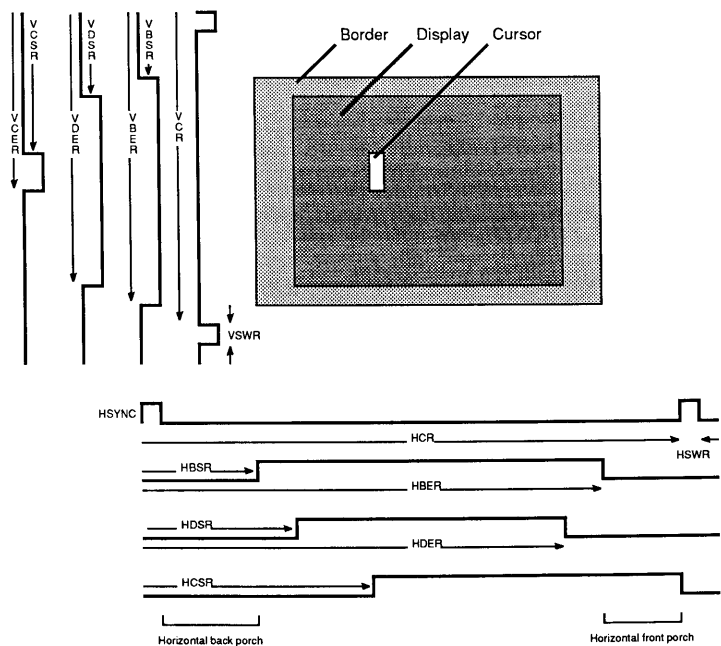 Border Display Cursor
VCSR
VCER
VDSR
VDER
VBSR
VBER
VCR
VSWR
HSYNC
HCR
HSWR
HBSR
HBER
HDSR
HDER
HCSR
Horizontal back porch
Horizontal front porch